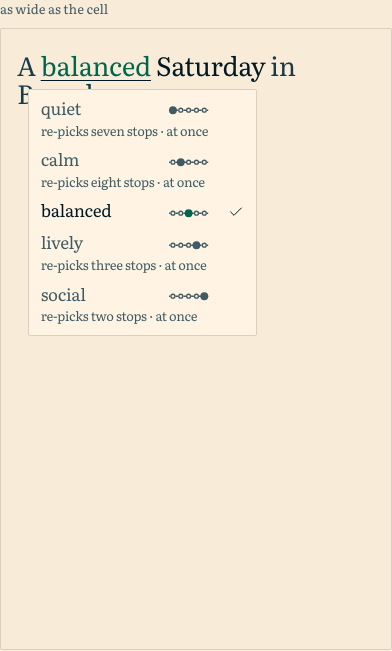 as wide as the cell
A balanced Saturday in
quiet
re-picks seven stops · at once
calm
re-picks eight stops · at once
balanced
lively
re-picks three stops · at once
social
re-picks two stops · at once